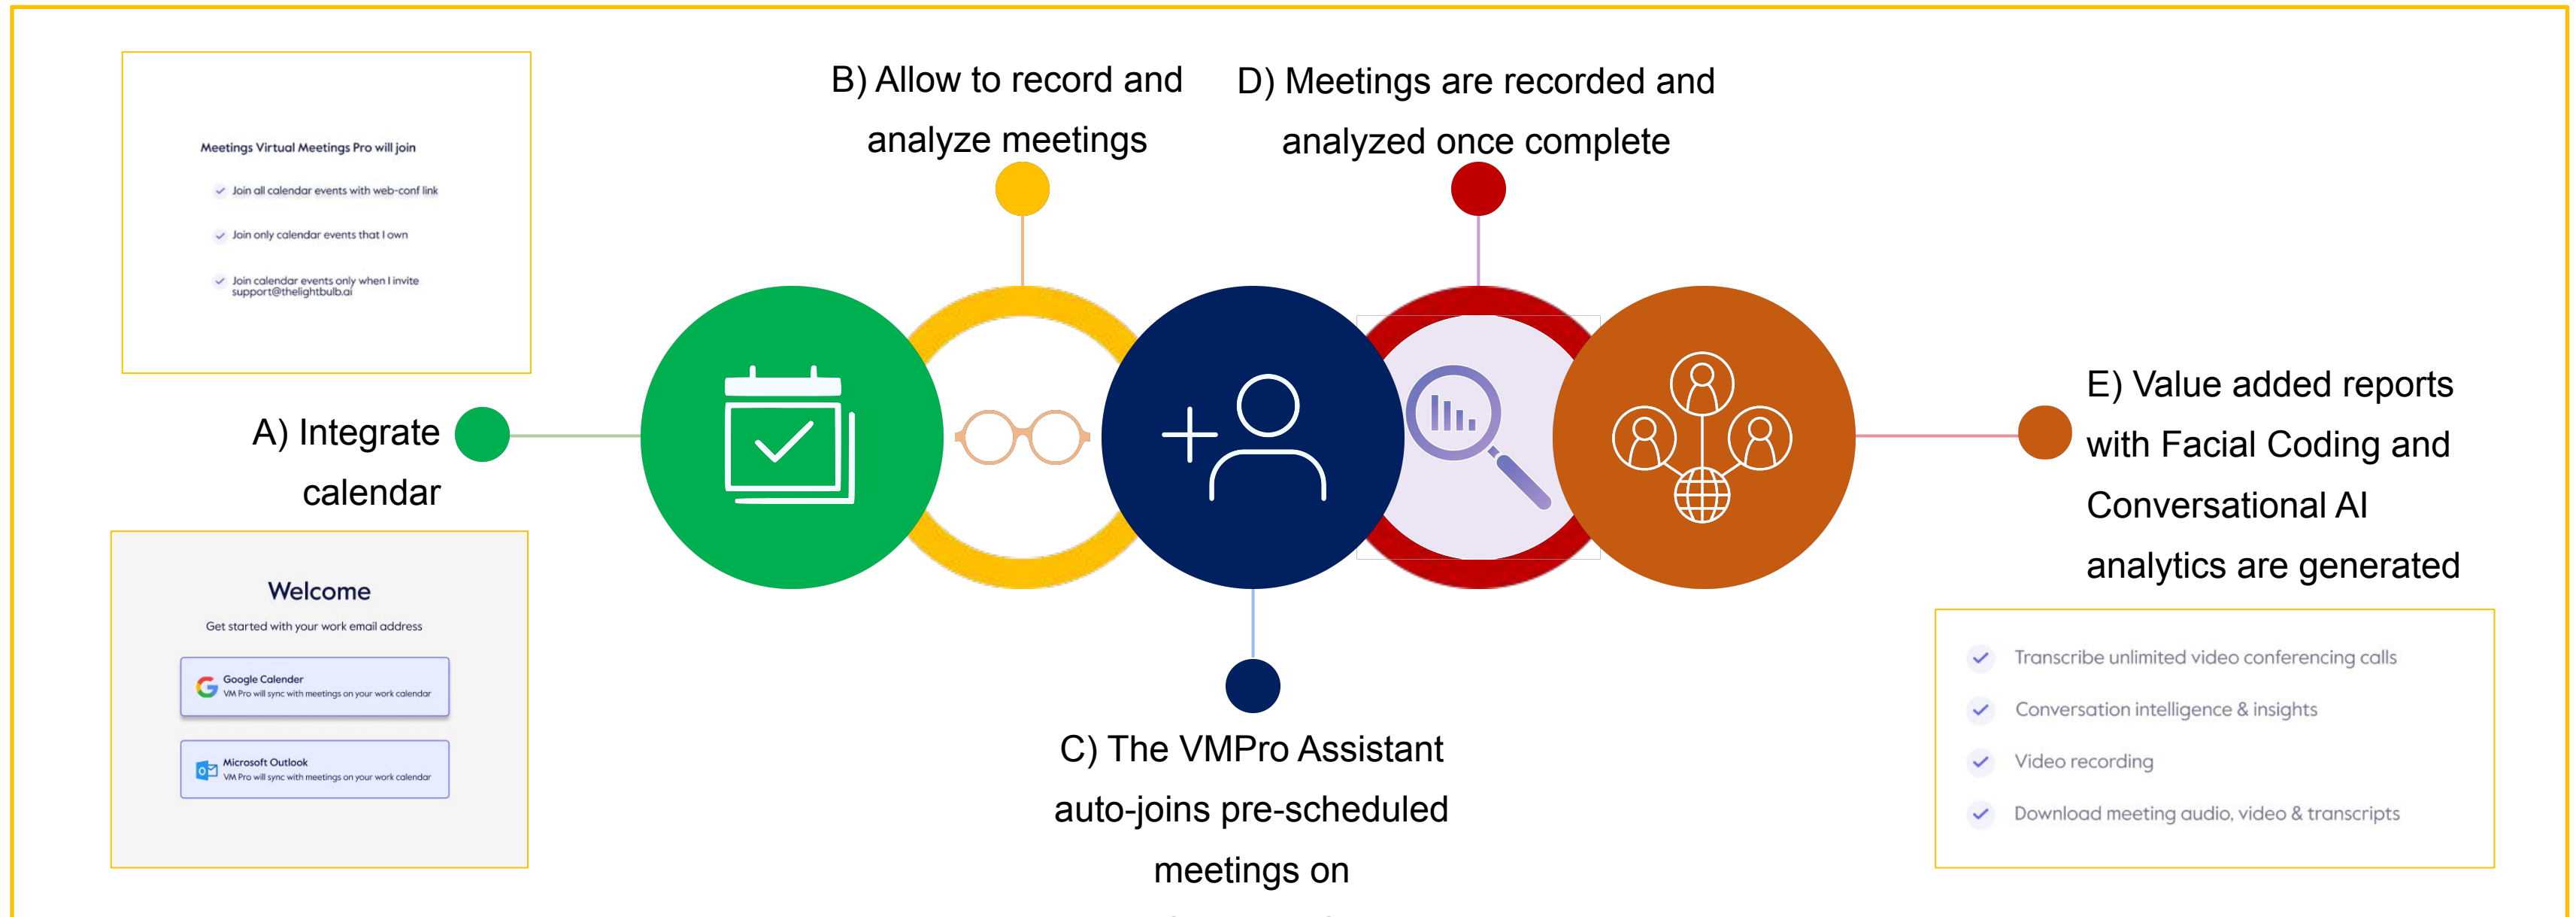 Meetings Virtual Meetings Pro will join
Join all calendar events with web-conf link
Join only calendar events that I own
Join calendar events only when I invite
support@thelightbulb.ai
A) Integrate
calendar
Welcome
Get started with your work email address
Google Calender
VM Pro will sync with meetings on your work calendar
Microsoft Outlook
VM Pro will sync with meetings on your work calendar
B) Allow to record and
analyze meetings
C) The VMPro Assistant
auto-joins pre-scheduled
meetings on
D) Meetings are recorded and
analyzed once complete
E) Value added reports
with Facial Coding and
Conversational AI
analytics are generated
Transcribe unlimited video conferencing calls
Conversation intelligence & insights
Video recording
Download meeting audio, video & transcripts